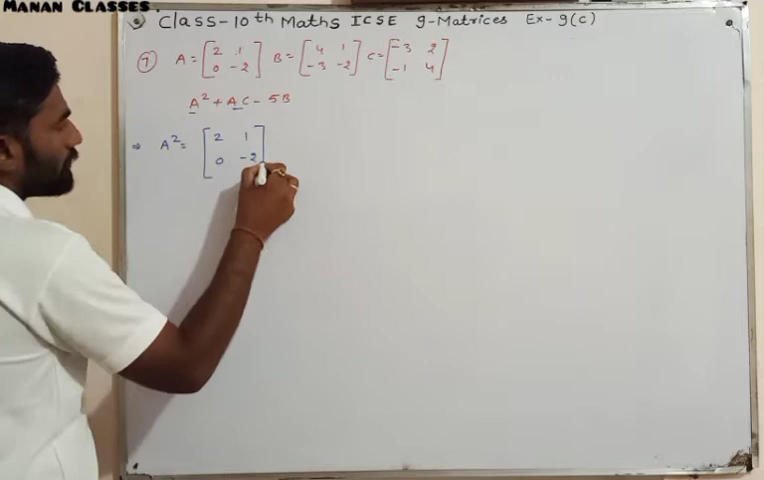 MANAN CLASSES.
Class-10th Maths ICSE 9-Matrices Ex-9(c)
7 A = [2 1 B = [4 1 C = [-3 2
0 -2] -3 -2] -1 4]
A² + AC - 5B
⇒ A² = [2 1
0 -2]